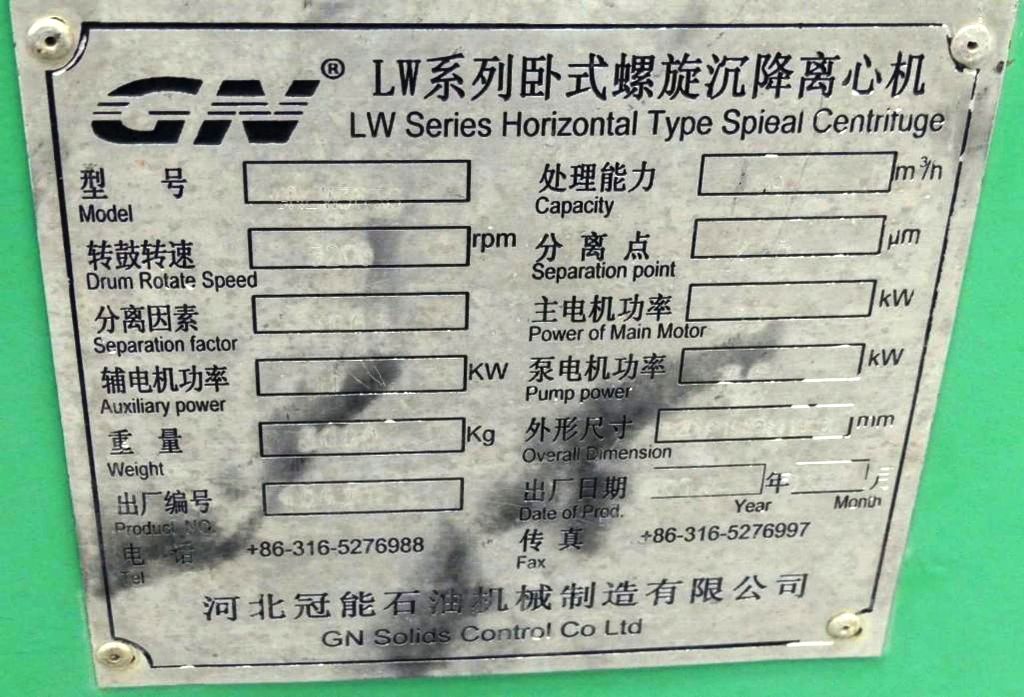 GN® LW系列卧式螺旋沉降离心机
LW Series Horizontal Type Spieal Centrifuge
型 号 处理能力 m³/h
Model Capacity
转鼓转速 rpm 分离点 μm
Drum Rotate Speed Separation point
分离因素 主电机功率 kW
Separation factor Power of Main Motor
辅电机功率 KW 泵电机功率 kW
Auxiliary power Pump power
重 量 Kg 外形尺寸 mm
Weight Overall Dimension
出厂编号 出厂日期 年 月
Product NO. Date of Prod. Year Month
电 话 +86-316-5276988 传 真 +86-316-5276997
Tel Fax
河北冠能石油机械制造有限公司
GN Solids Control Co Ltd